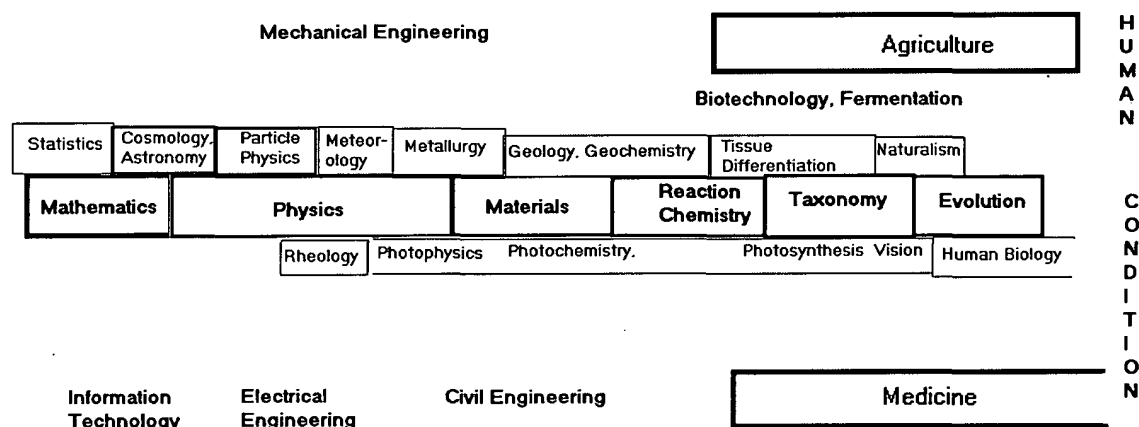 Mechanical Engineering
Agriculture
Biotechnology, Fermentation
Statistics
Cosmology,
Astronomy
Particle
Physics
Meteor-
ology
Metallurgy
Geology, Geochemistry
Tissue
Differentiation
Naturalism
Mathematics
Physics
Materials
Reaction
Chemistry
Taxonomy
Evolution
Rheology
Photophysics
Photochemistry.
Photosynthesis Vision
Human Biology
Information
Technology
Electrical
Engineering
Civil Engineering
Medicine
HUMAN
CONDITION